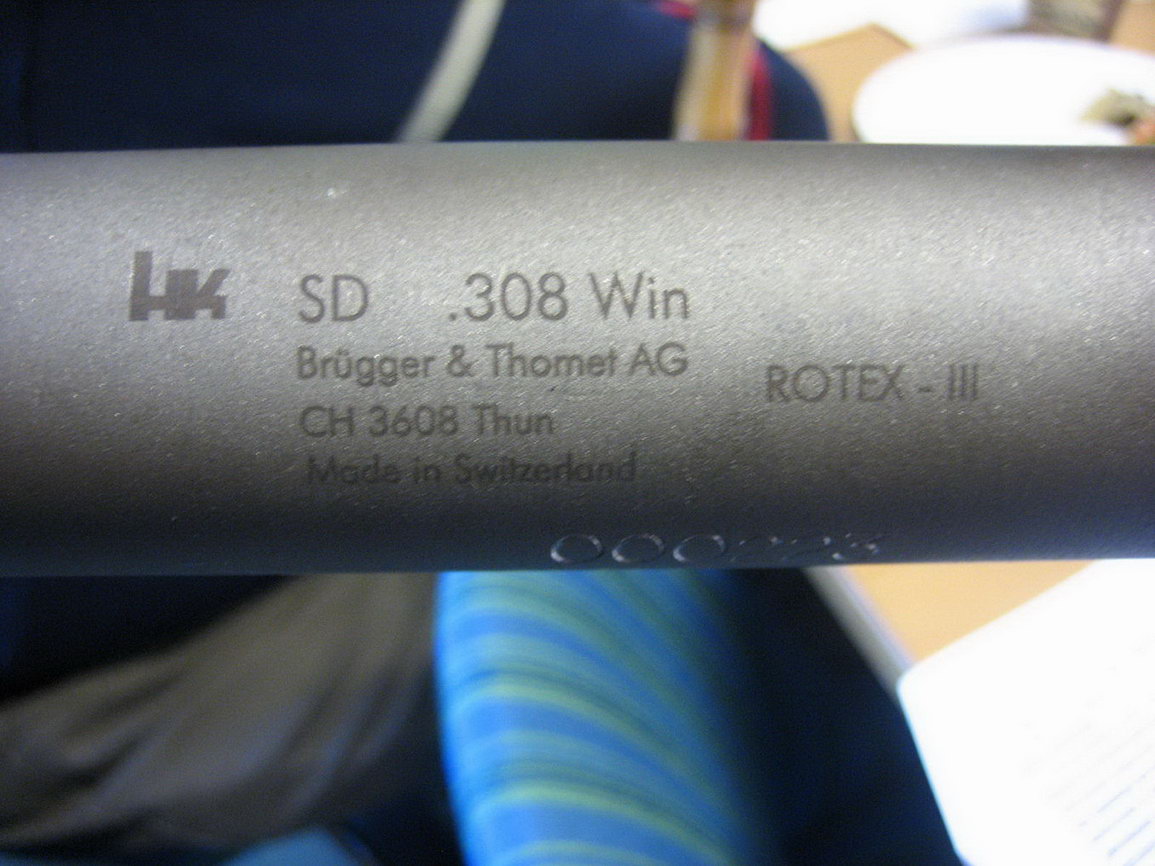 HK SD .308 Win
Brügger & Thomet AG
CH 3608 Thun
Made in Switzerland
ROTEX - III